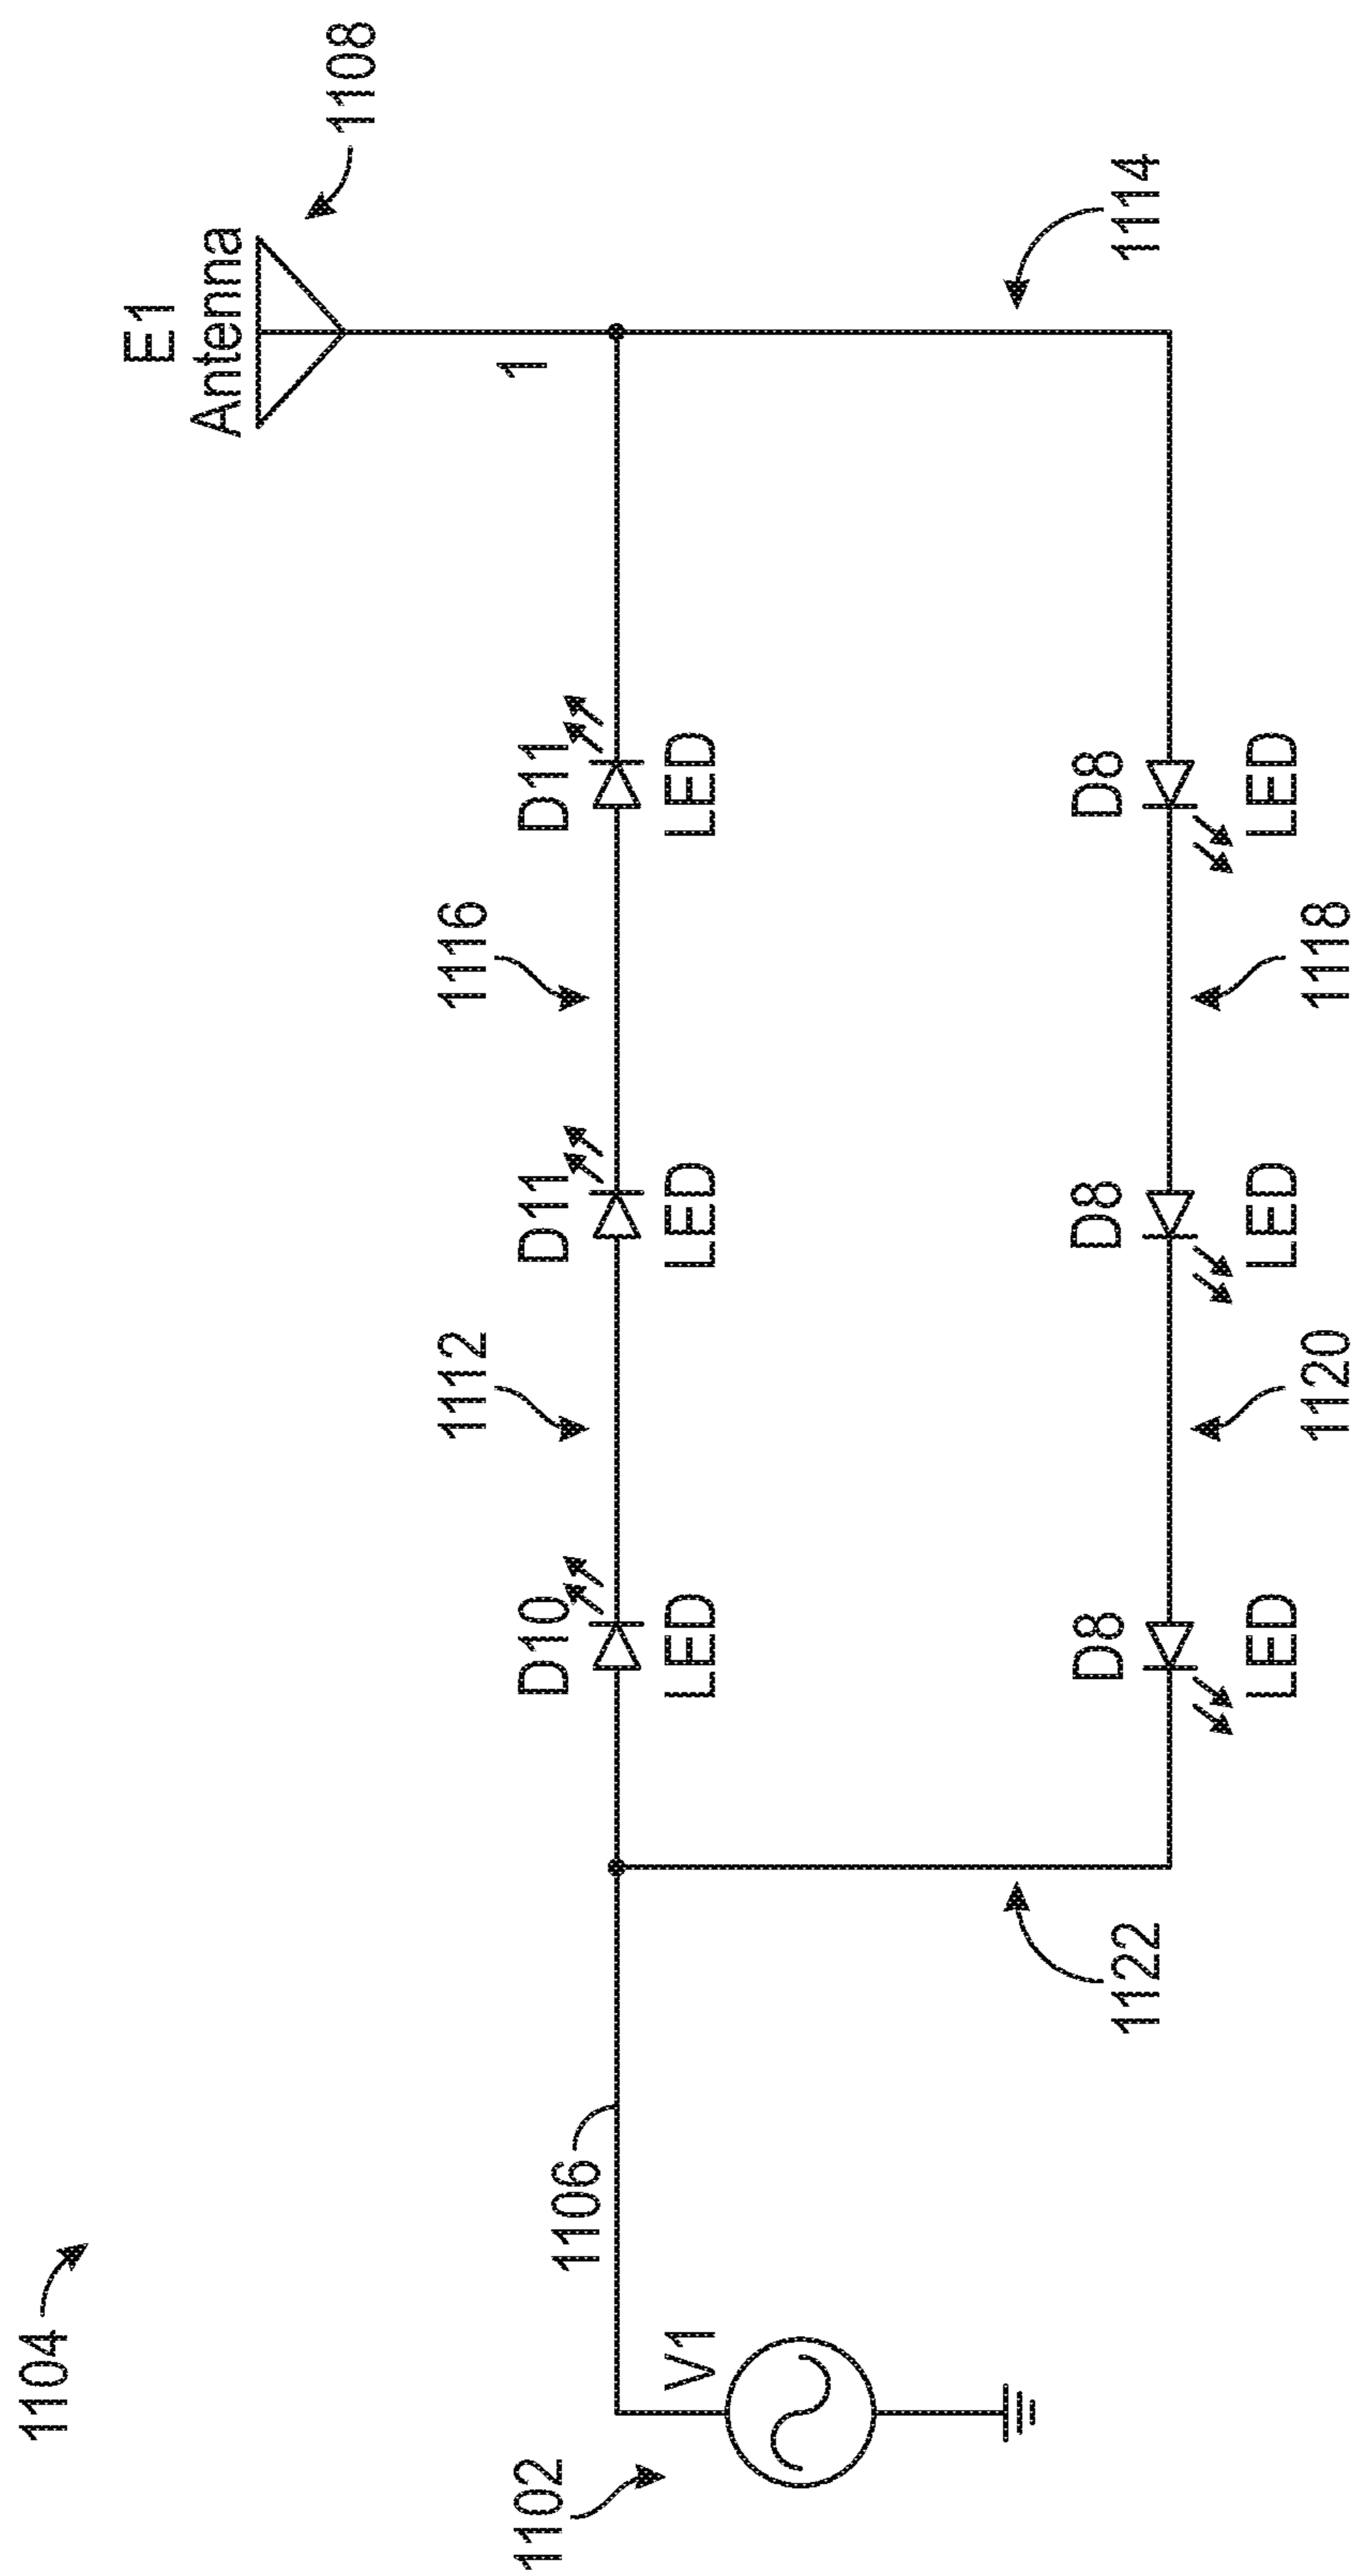 1104
1102
V1
1106
1122
D10
LED
1112
D11
LED
1116
D11
LED
1
E1
Antenna
1108
1114
D8
LED
1120
D8
LED
1118
D8
LED